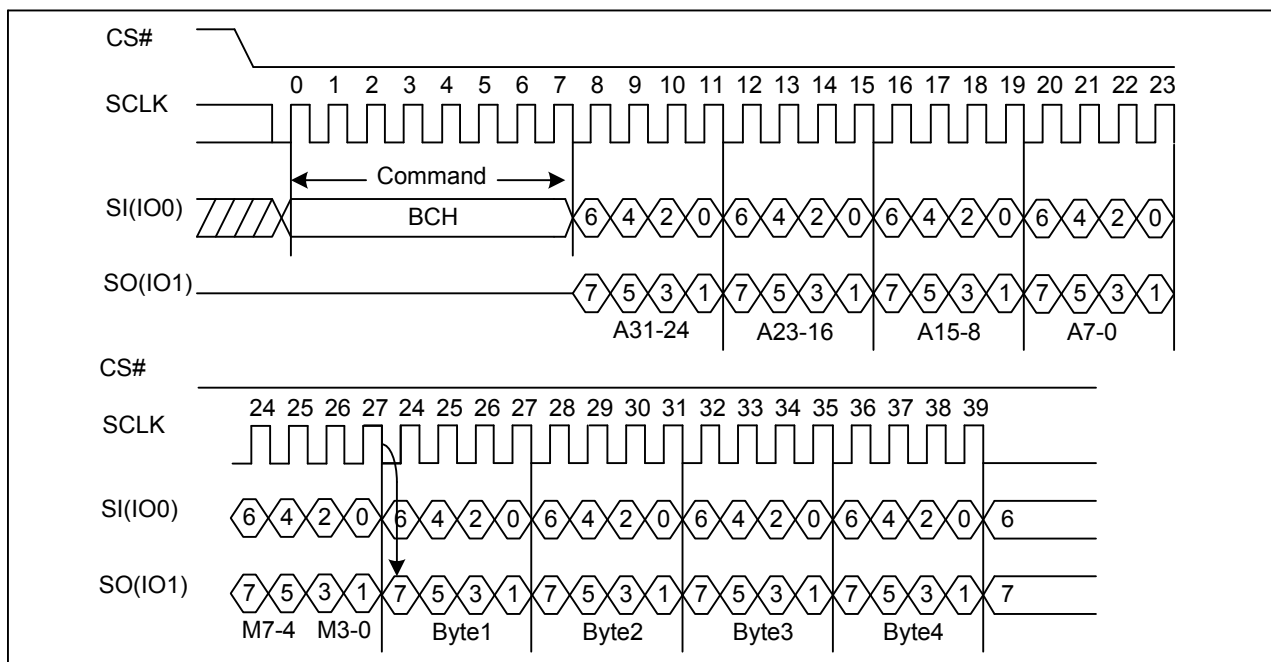 CS#
0 1 2 3 4 5 6 7 8 9 10 11 12 13 14 15 16 17 18 19 20 21 22 23
SCLK
Command
SI(IO0)
BCH
6 4 2 0 6 4 2 0 6 4 2 0 6 4 2 0
SO(IO1)
7 5 3 1 7 5 3 1 7 5 3 1 7 5 3 1
A31-24 A23-16 A15-8 A7-0
CS#
24 25 26 27 24 25 26 27 28 29 30 31 32 33 34 35 36 37 38 39
SCLK
SI(IO0)
6 4 2 0 6 4 2 0 6 4 2 0 6 4 2 0 6 4 2 0 6
SO(IO1)
7 5 3 1 7 5 3 1 7 5 3 1 7 5 3 1 7 5 3 1 7
M7-4 M3-0 Byte1 Byte2 Byte3 Byte4